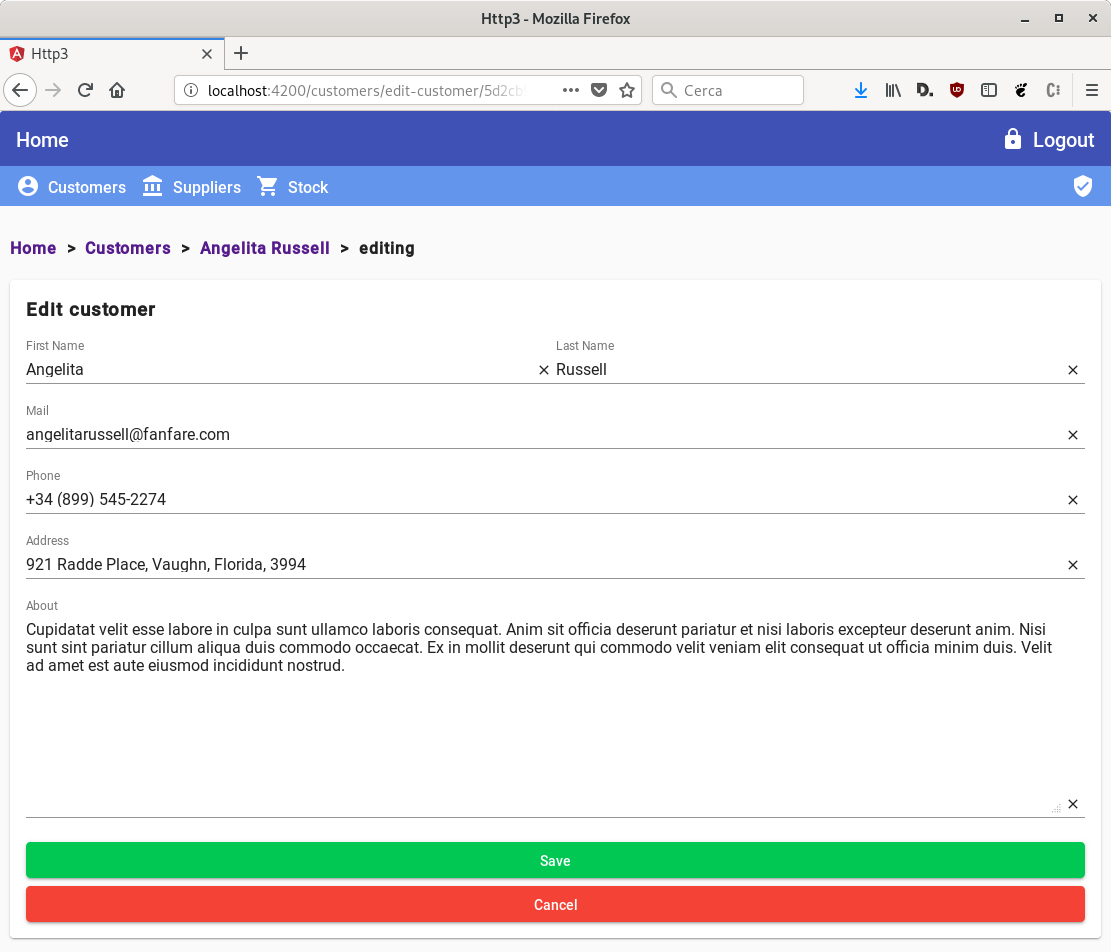 Http3 - Mozilla Firefox
Http3
localhost:4200/customers/edit-customer/5d2cb
Cerca
Home
Logout
Customers
Suppliers
Stock
Home > Customers > Angelita Russell > editing
Edit customer
First Name
Last Name
Angelita
Russell
Mail
angelitarussell@fanfare.com
Phone
+34 (899) 545-2274
Address
921 Radde Place, Vaughn, Florida, 3994
About
Cupidatat velit esse labore in culpa sunt ullamco laboris consequat. Anim sit officia deserunt pariatur et nisi laboris excepteur deserunt anim. Nisi
sunt sint pariatur cillum aliqua duis commodo occaecat. Ex in mollit deserunt qui commodo velit veniam elit consequat ut officia minim duis. Velit
ad amet est aute eiusmod incididunt nostrud.
Save
Cancel